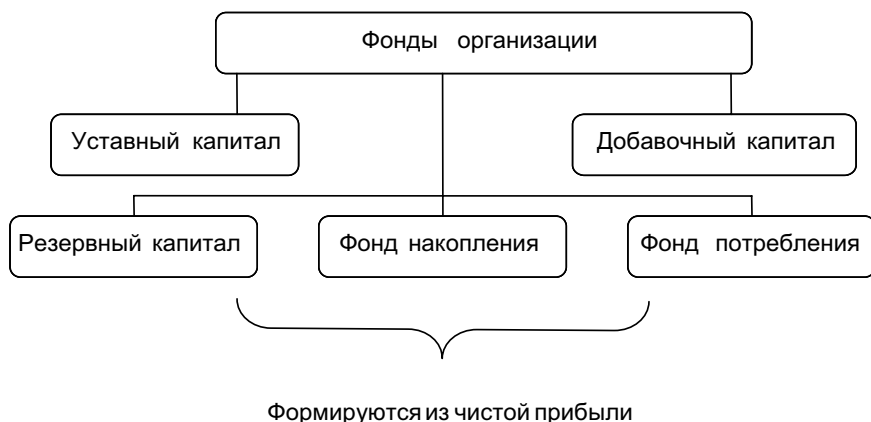 Фонды организации
Уставный капитал
Добавочный капитал
Резервный капитал
Фонд накопления
Фонд потребления
Формируются из чистой прибыли